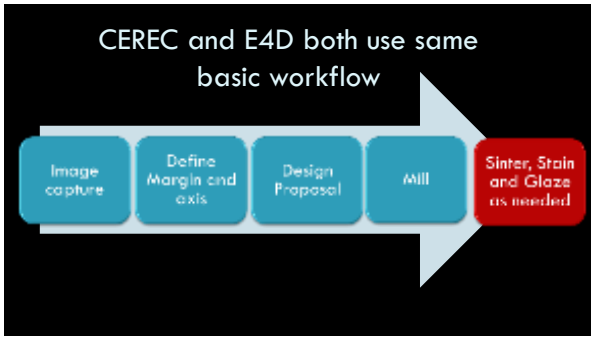 CEREC and E4D both use same
basic workflow
Image
capture
Define
Margin and
axis
Design
Proposal
Mill
Sinter, Stain
and Glaze
as needed